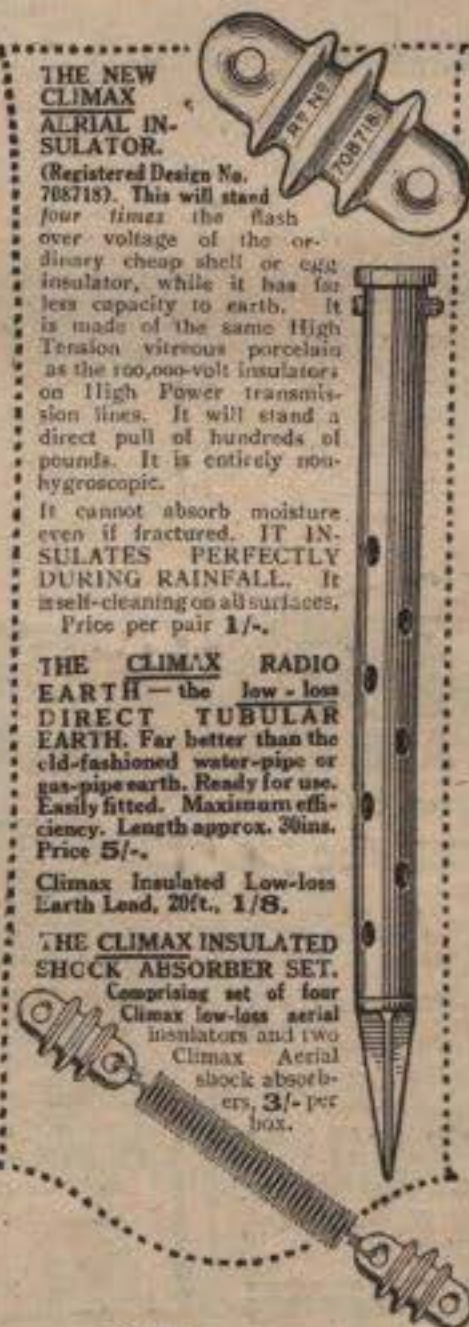 THE NEW
CLIMAX
AERIAL IN-
SULATOR.
(Registered Design No.
708718). This will stand
four times the flash
over voltage of the or-
dinary cheap shell or egg
insulator, while it has far
less capacity to earth. It
is made of the same High
Tension vitreous porcelain
as the 100,000-volt insulators
on High Power transmis-
sion lines. It will stand a
direct pull of hundreds of
pounds. It is entirely non-
hygroscopic.
It cannot absorb moisture
even if fractured. IT IN-
SULATES PERFECTLY
DURING RAINFALL. It
is self-cleaning on all surfaces.
Price per pair 1/-.
THE CLIMAX RADIO
EARTH — the low-loss
DIRECT TUBULAR
EARTH. Far better than the
old-fashioned water-pipe or
gas-pipe earth. Ready for use.
Easily fitted. Maximum effi-
ciency. Length approx. 30ins.
Price 5/-.
Climax Insulated Low-loss
Earth Lead, 20ft., 1/8.
THE CLIMAX INSULATED
SHOCK ABSORBER SET.
Comprising set of four
Climax low-loss aerial
insulators and two
Climax Aerial
shock absorb-
ers, 3/- per
box.
RD. No.
708718